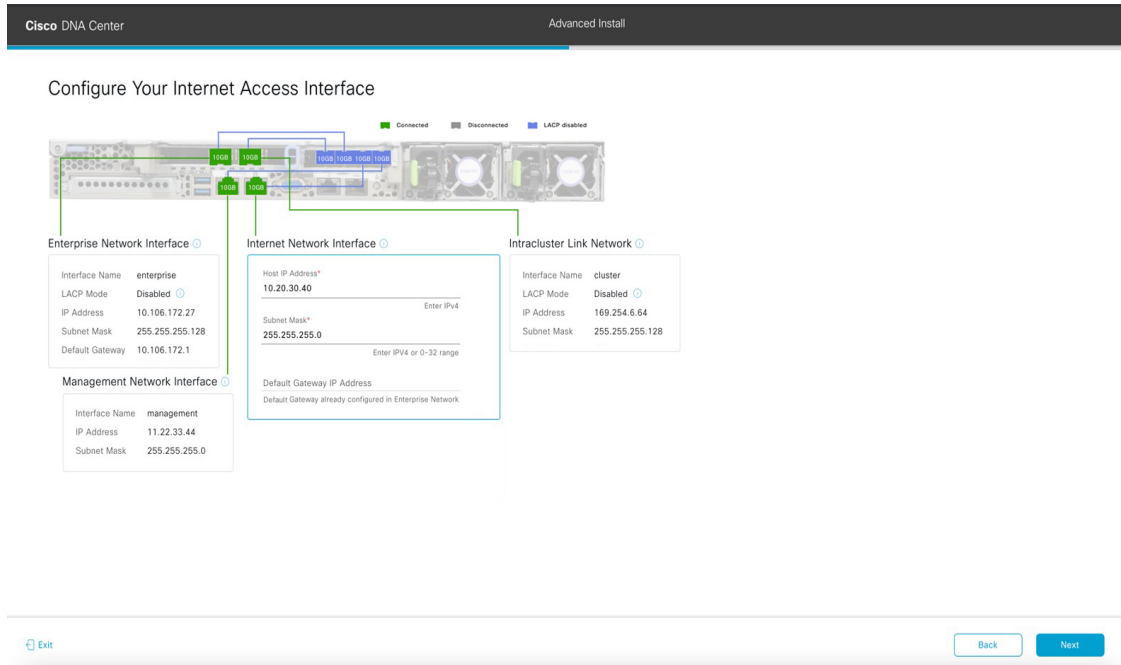 Cisco DNA Center
Advanced Install
Configure Your Internet Access Interface
Connected
Disconnected
LACP disabled
10GB 10GB
10GB 10GB 10GB 10GB
10GB 10GB
Enterprise Network Interface
Interface Name enterprise
LACP Mode Disabled
IP Address 10.106.172.27
Subnet Mask 255.255.255.128
Default Gateway 10.106.172.1
Management Network Interface
Interface Name management
IP Address 11.22.33.44
Subnet Mask 255.255.255.0
Internet Network Interface
Host IP Address*
10.20.30.40
Enter IPv4
Subnet Mask*
255.255.255.0
Enter IPV4 or 0-32 range
Default Gateway IP Address
Default Gateway already configured in Enterprise Network
Intracluster Link Network
Interface Name cluster
LACP Mode Disabled
IP Address 169.254.6.64
Subnet Mask 255.255.255.128
Exit
Back
Next